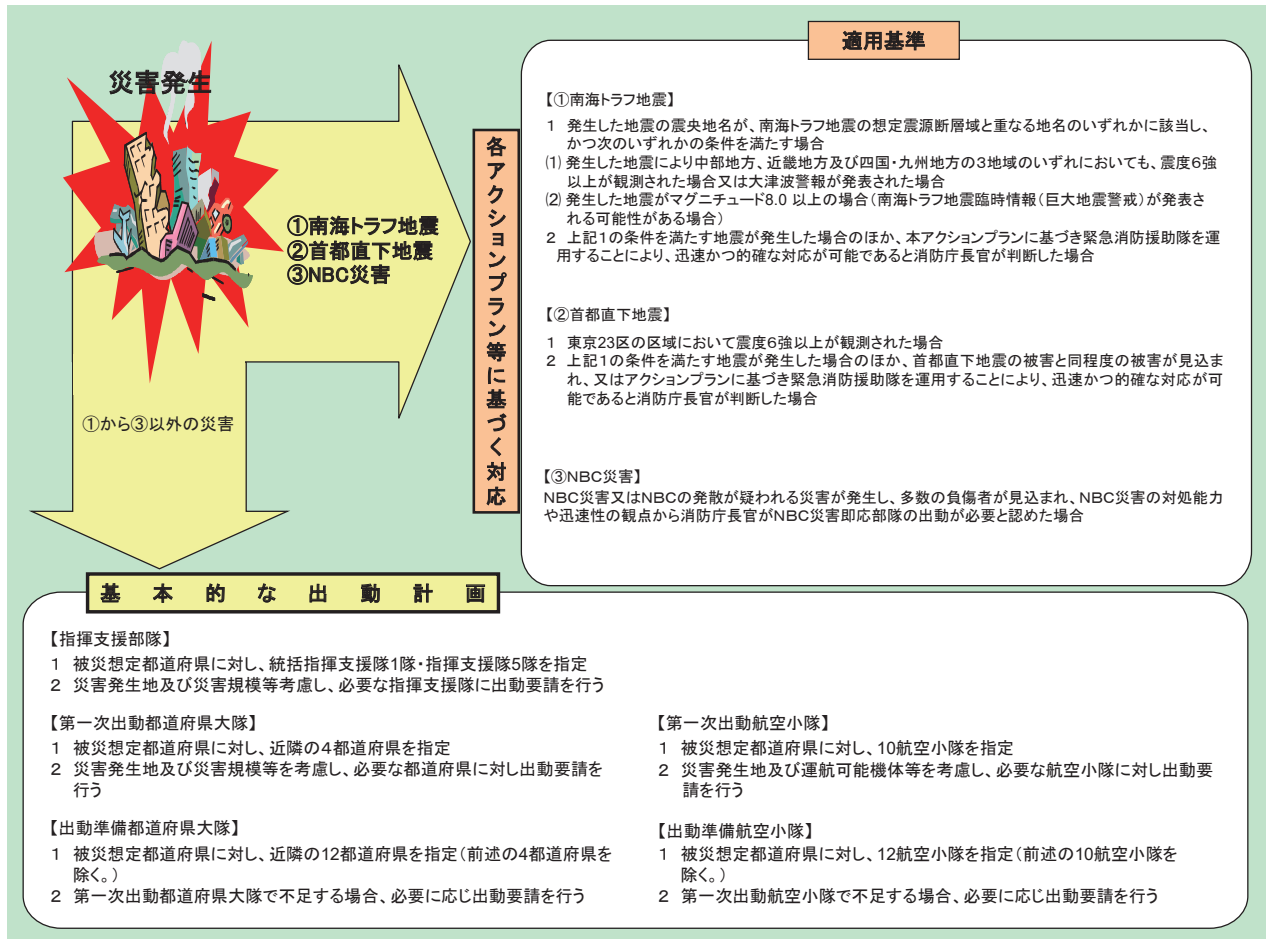 災害発生
①南海トラフ地震
②首都直下地震
③NBC災害
①から③以外の災害
各アクションプラン等に基づく対応
適用基準
【①南海トラフ地震】
1 発生した地震の震央地名が、南海トラフ地震の想定震源断層域と重なる地名のいずれかに該当し、
かつ次のいずれかの条件を満たす場合
(1) 発生した地震により中部地方、近畿地方及び四国・九州地方の3地域のいずれにおいても、震度6強
以上が観測された場合又は大津波警報が発表された場合
(2) 発生した地震がマグニチュード8.0 以上の場合(南海トラフ地震臨時情報(巨大地震警戒)が発表さ
れる可能性がある場合)
2 上記1の条件を満たす地震が発生した場合のほか、本アクションプランに基づき緊急消防援助隊を運
用することにより、迅速かつ的確な対応が可能であると消防庁長官が判断した場合
【②首都直下地震】
1 東京23区の区域において震度6強以上が観測された場合
2 上記1の条件を満たす地震が発生した場合のほか、首都直下地震の被害と同程度の被害が見込ま
れ、又はアクションプランに基づき緊急消防援助隊を運用することにより、迅速かつ的確な対応が可
能であると消防庁長官が判断した場合
【③NBC災害】
NBC災害又はNBCの発散が疑われる災害が発生し、多数の負傷者が見込まれ、NBC災害の対処能力
や迅速性の観点から消防庁長官がNBC災害即応部隊の出動が必要と認めた場合
基本的な出動計画
【指揮支援部隊】
1 被災想定都道府県に対し、統括指揮支援隊1隊・指揮支援隊5隊を指定
2 災害発生地及び災害規模等考慮し、必要な指揮支援隊に出動要請を行う
【第一次出動都道府県大隊】
1 被災想定都道府県に対し、近隣の4都道府県を指定
2 災害発生地及び災害規模等を考慮し、必要な都道府県に対し出動要請を
行う
【出動準備都道府県大隊】
1 被災想定都道府県に対し、近隣の12都道府県を指定(前述の4都道府県を
除く。)
2 第一次出動都道府県大隊で不足する場合、必要に応じ出動要請を行う
【第一次出動航空小隊】
1 被災想定都道府県に対し、10航空小隊を指定
2 災害発生地及び運航可能機体等を考慮し、必要な航空小隊に対し出動要
請を行う
【出動準備航空小隊】
1 被災想定都道府県に対し、12航空小隊を指定(前述の10航空小隊を
除く。)
2 第一次出動航空小隊で不足する場合、必要に応じ出動要請を行う